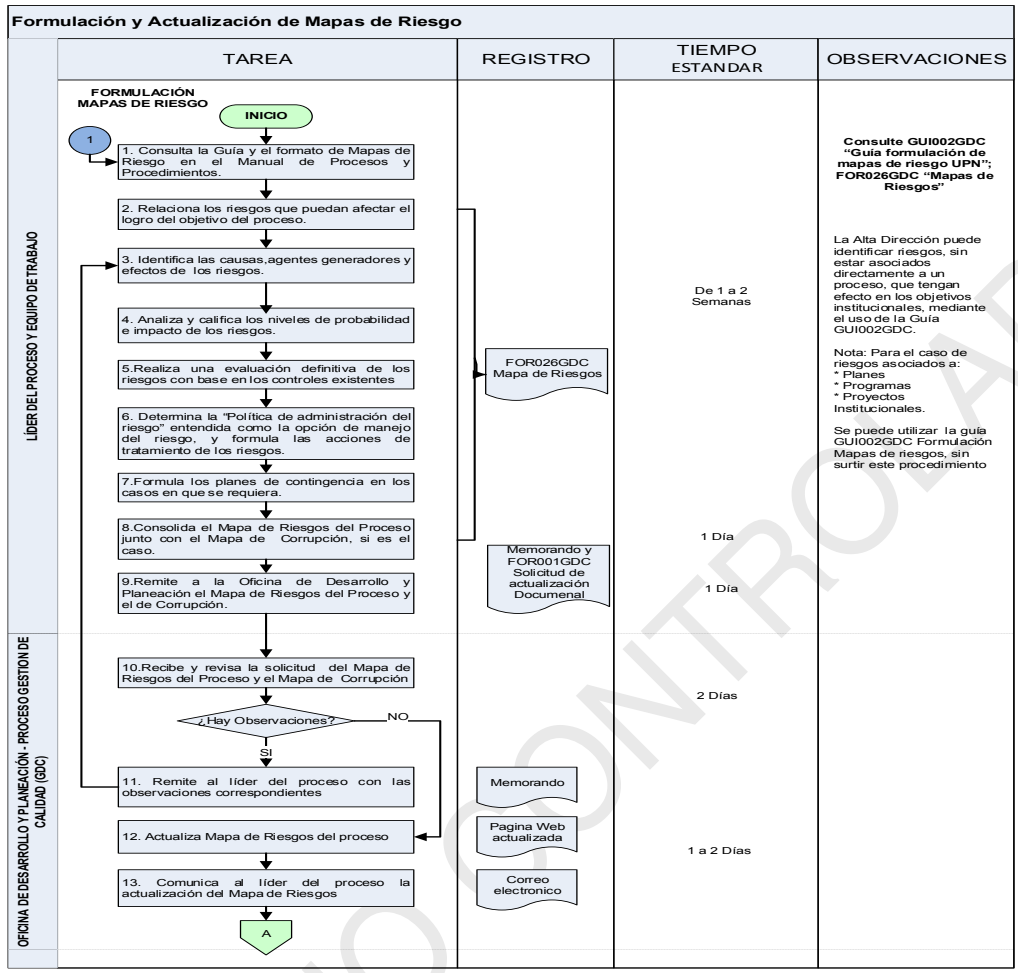 Formulación y Actualización de Mapas de Riesgo
TAREA
REGISTRO
TIEMPO
ESTANDAR
OBSERVACIONES
LÍDER DEL PROCESO Y EQUIPO DE TRABAJO
FORMULACIÓN
MAPAS DE RIESGO
INICIO
1
1. Consulta la Guía y el formato de Mapas de
Riesgo en el Manual de Procesos y
Procedimientos.
2. Relaciona los riesgos que puedan afectar el
logro del objetivo del proceso.
3. Identifica las causas,agentes generadores y
efectos de los riesgos.
4. Analiza y califica los niveles de probabilidad
e impacto de los riesgos.
5.Realiza una evaluación definitiva de los
riesgos con base en los controles existentes
6. Determina la "Política de administración del
riesgo" entendida como la opción de manejo
del riesgo, y formula las acciones de
tratamiento de los riesgos.
7.Formula los planes de contingencia en los
casos en que se requiera.
8.Consolida el Mapa de Riesgos del Proceso
junto con el Mapa de Corrupción, si es el
caso.
9.Remite a la Oficina de Desarrollo y
Planeación el Mapa de Riesgos del Proceso y
el de Corrupción.
FOR026GDC
Mapa de Riesgos
Memorando y
FOR001GDC
Solicitud de
actualización
Documenal
De 1 a 2
Semanas
1 Día
1 Día
Consulte GUI002GDC
“Guía formulación de
mapas de riesgo UPN”;
FOR026GDC “Mapas de
Riesgos”
La Alta Dirección puede
identificar riesgos, sin
estar asociados
directamente a un
proceso, que tengan
efecto en los objetivos
institucionales, mediante
el uso de la Guía
GUI002GDC.
Nota: Para el caso de
riesgos asociados a:
* Planes
* Programas
* Proyectos
Institucionales.
Se puede utilizar la guía
GUI002GDC Formulación
Mapas de riesgos, sin
surtir este procedimiento
OFICINA DE DESARROLLO Y PLANEACIÓN - PROCESO GESTION DE
CALIDAD (GDC)
10.Recibe y revisa la solicitud del Mapa de
Riesgos del Proceso y el Mapa de Corrupción
¿Hay Observaciones?
NO
SI
11. Remite al líder del proceso con las
observaciones correspondientes
12. Actualiza Mapa de Riesgos del proceso
13. Comunica al líder del proceso la
actualización del Mapa de Riesgos
A
Memorando
Pagina Web
actualizada
Correo
electronico
2 Días
1 a 2 Días
O CONTROLA